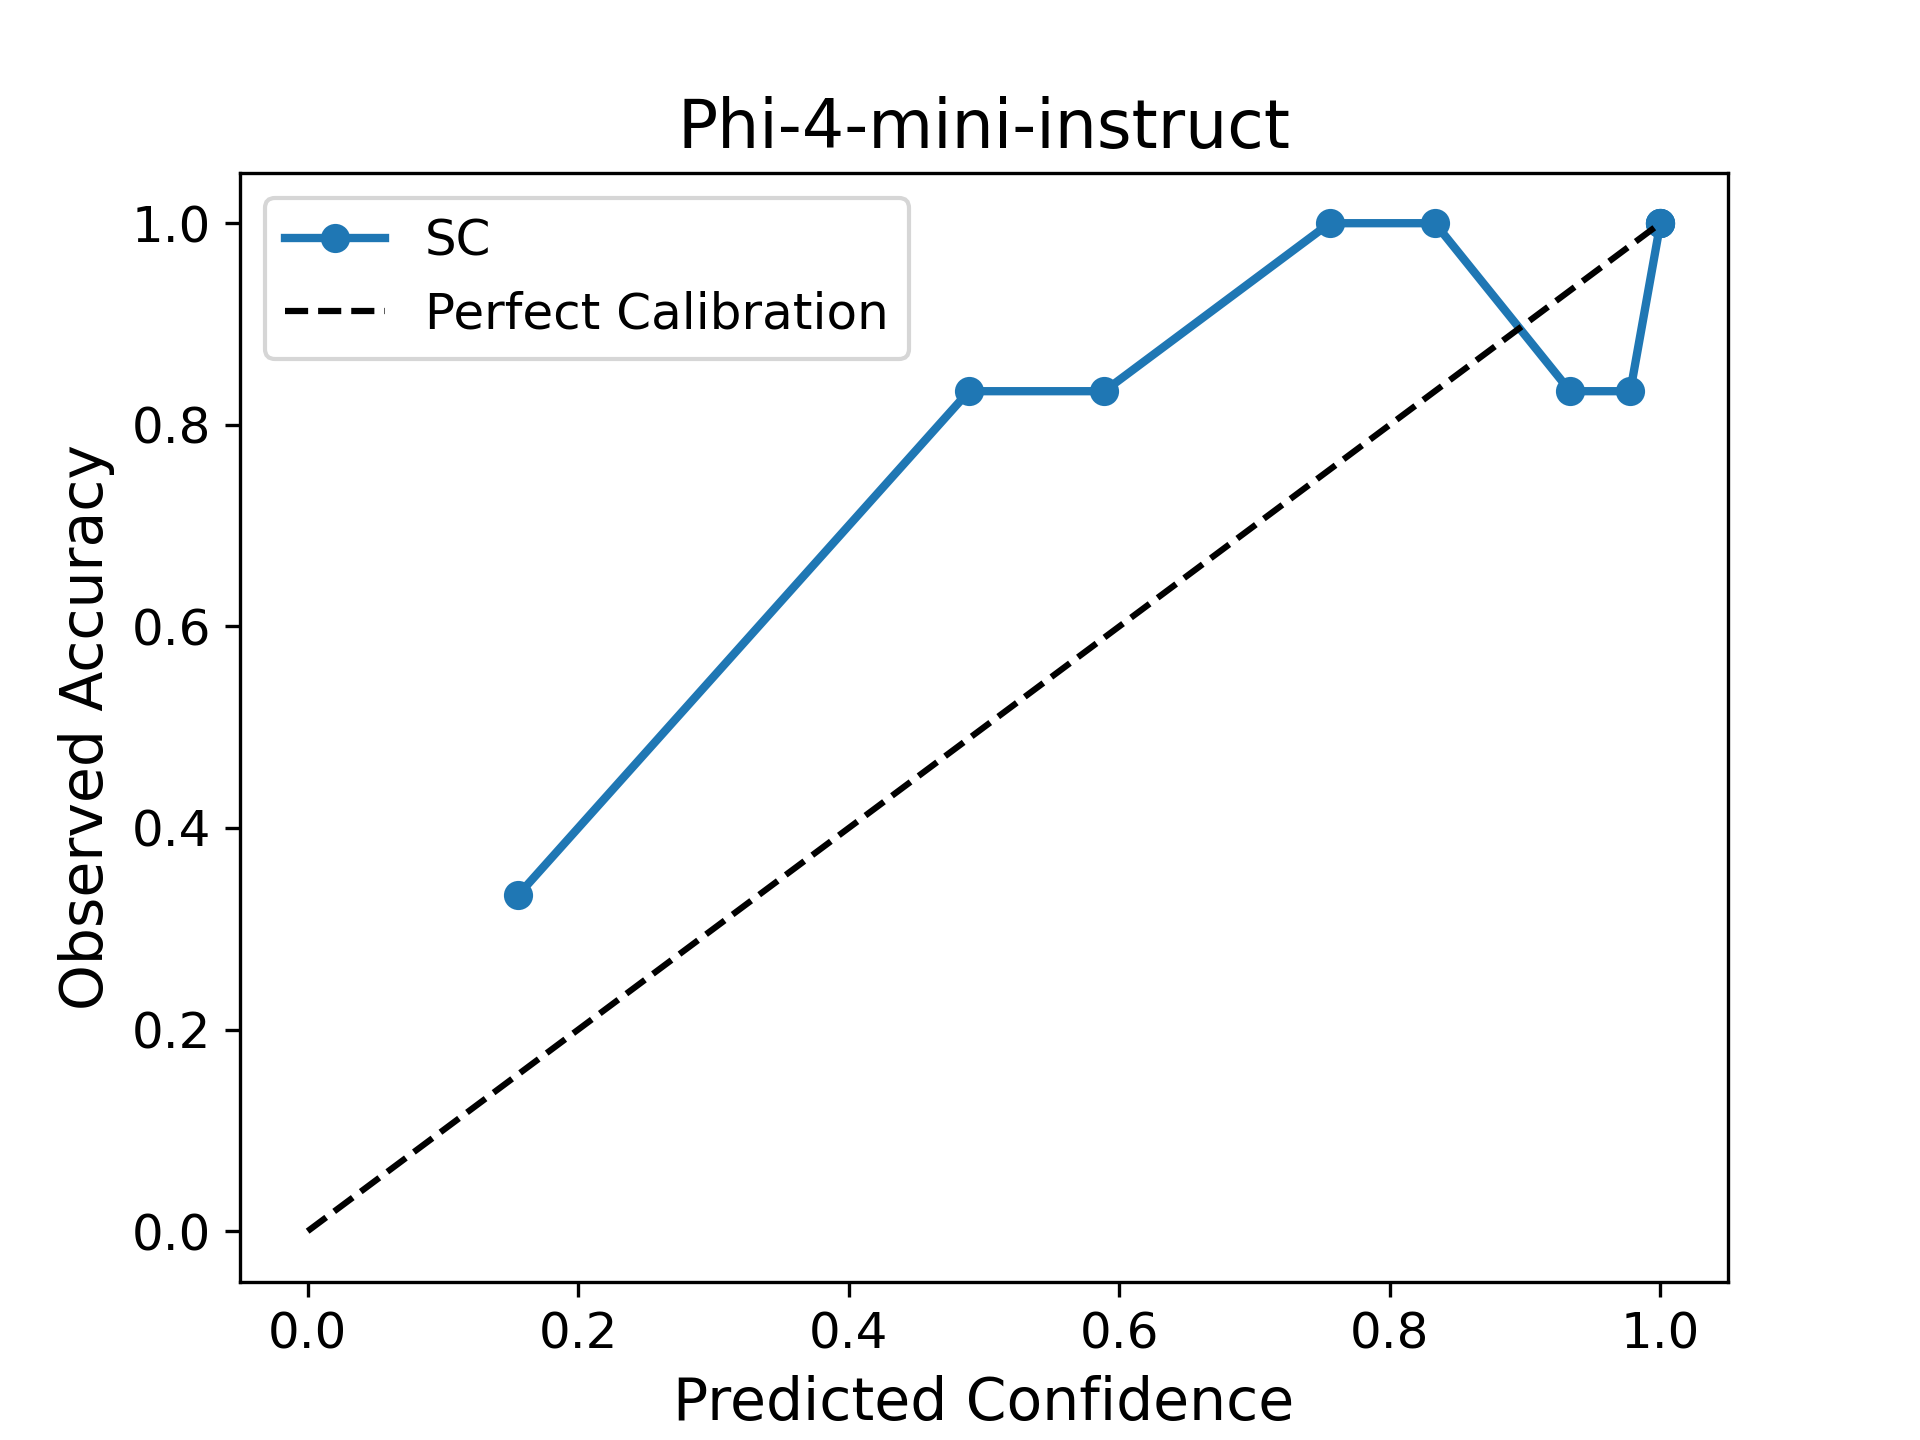 Phi-4-mini-instruct
SC
Perfect Calibration
Observed Accuracy
1.0
0.8
0.6
0.4
0.2
0.0
0.0 0.2 0.4 0.6 0.8 1.0
Predicted Confidence